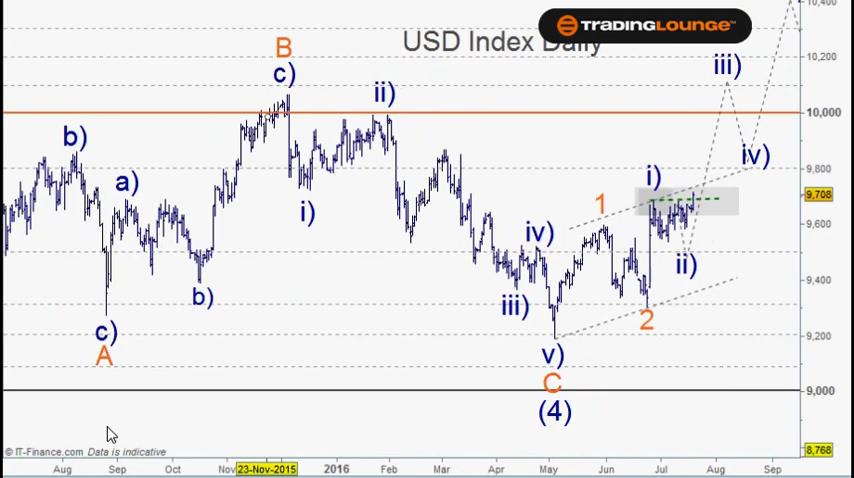 TRADINGLOUNGE™
USD Index Daily
10,400
10,200
10,000
9,800
9,708
9,600
9,400
9,200
9,000
8,768
B
c)
ii)
iii)
b)
a)
i)
b)
c)
A
iv)
iii)
v)
C
(4)
1
2
i)
ii)
iv)
© IT-Finance.com Data is indicative
Aug Sep Oct Nov 23-Nov-2015 2016 Feb Mar Apr May Jun Jul Aug Sep